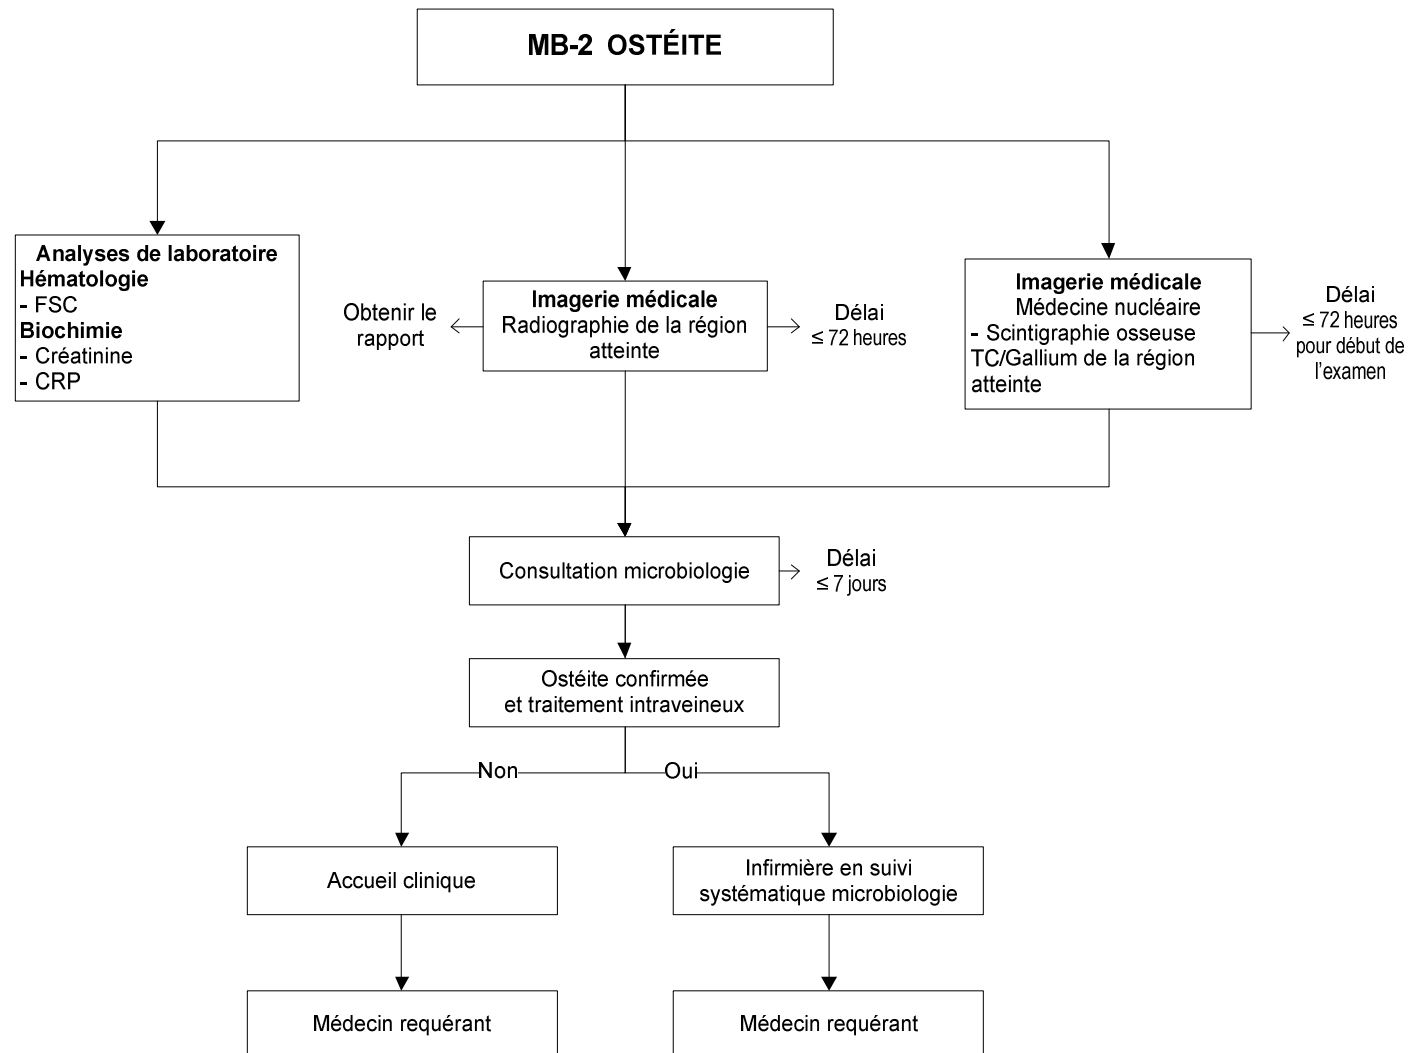 MB-2 OSTÉITE
Analyses de laboratoire
Hématologie
- FSC
Biochimie
- Créatinine
- CRP
Obtenir le
rapport
Imagerie médicale
Radiographie de la région
atteinte
Délai
≤ 72 heures
Imagerie médicale
Médecine nucléaire
- Scintigraphie osseuse
TC/Gallium de la région
atteinte
Délai
≤ 72 heures
pour début de
l'examen
Consultation microbiologie
Délai
≤ 7 jours
Ostéite confirmée
et traitement intraveineux
Non
Oui
Accueil clinique
Infirmière en suivi
systématique microbiologie
Médecin requérant
Médecin requérant